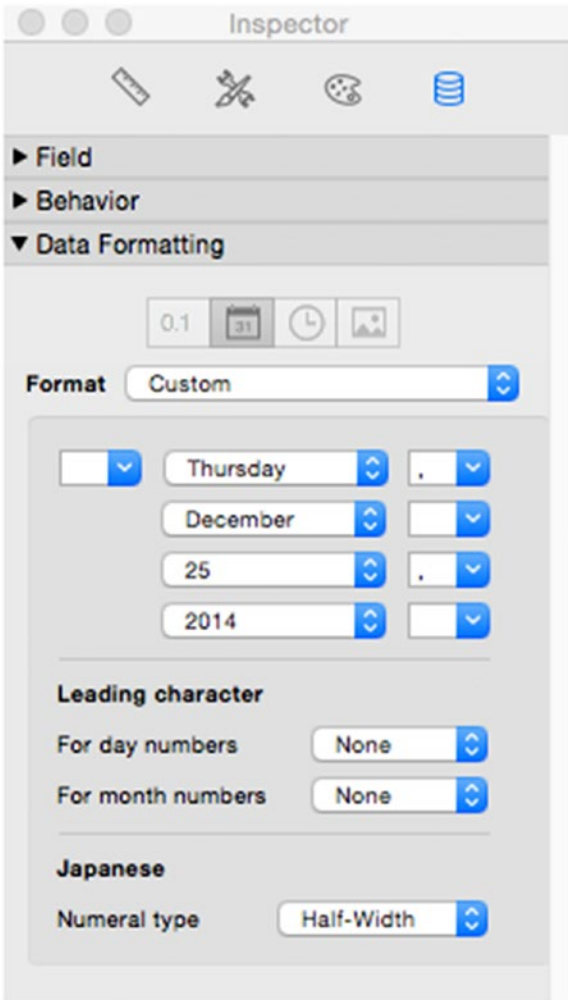 Inspector
Field
Behavior
Data Formatting
0.1 31
Format Custom
Thursday ,
December
25 ,
2014
Leading character
For day numbers None
For month numbers None
Japanese
Numeral type Half-Width